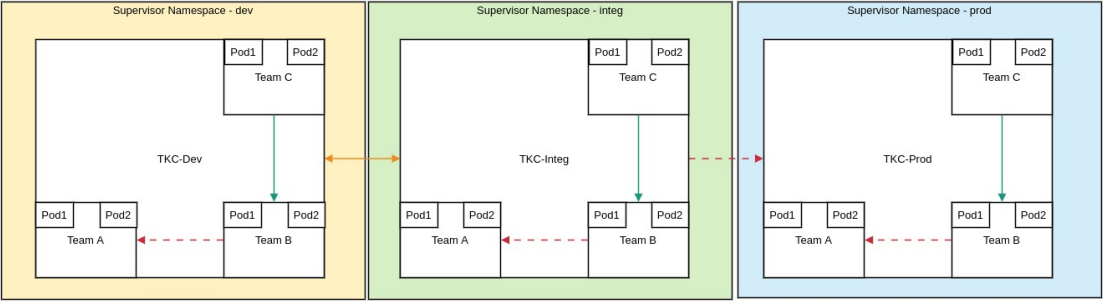 Supervisor Namespace - dev
Pod1 Pod2
Team C
TKC-Dev
Pod1 Pod2
Team A
Pod1 Pod2
Team B
Supervisor Namespace - integ
Pod1 Pod2
Team C
TKC-Integ
Pod1 Pod2
Team A
Pod1 Pod2
Team B
Supervisor Namespace - prod
Pod1 Pod2
Team C
TKC-Prod
Pod1 Pod2
Team A
Pod1 Pod2
Team B